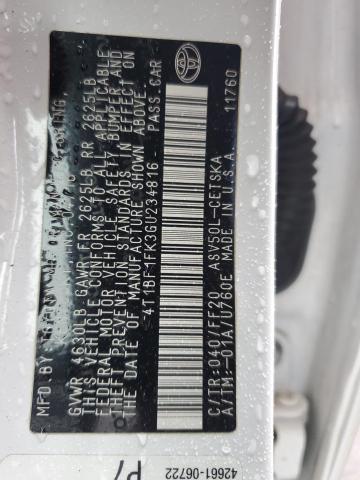 MFD.BY
GVWR 4630LB GAWR FR 2625LB RR 2625LB
THIS VEHICLE CONFORMS TO ALL APPLICABLE
FEDERAL MOTOR VEHICLE SAFETY, BUMPER, AND
THEFT PREVENTION STANDARDS IN EFFECT ON
THE DATE OF MANUFACTURE SHOWN ABOVE.
4T1BF1FK3GU234816 PASS.CAR
C/TR:040/FF20 ASV50L-CETSKA
A/TM:-01A/U760E MADE IN U.S.A. 11760
42661-06722
P7